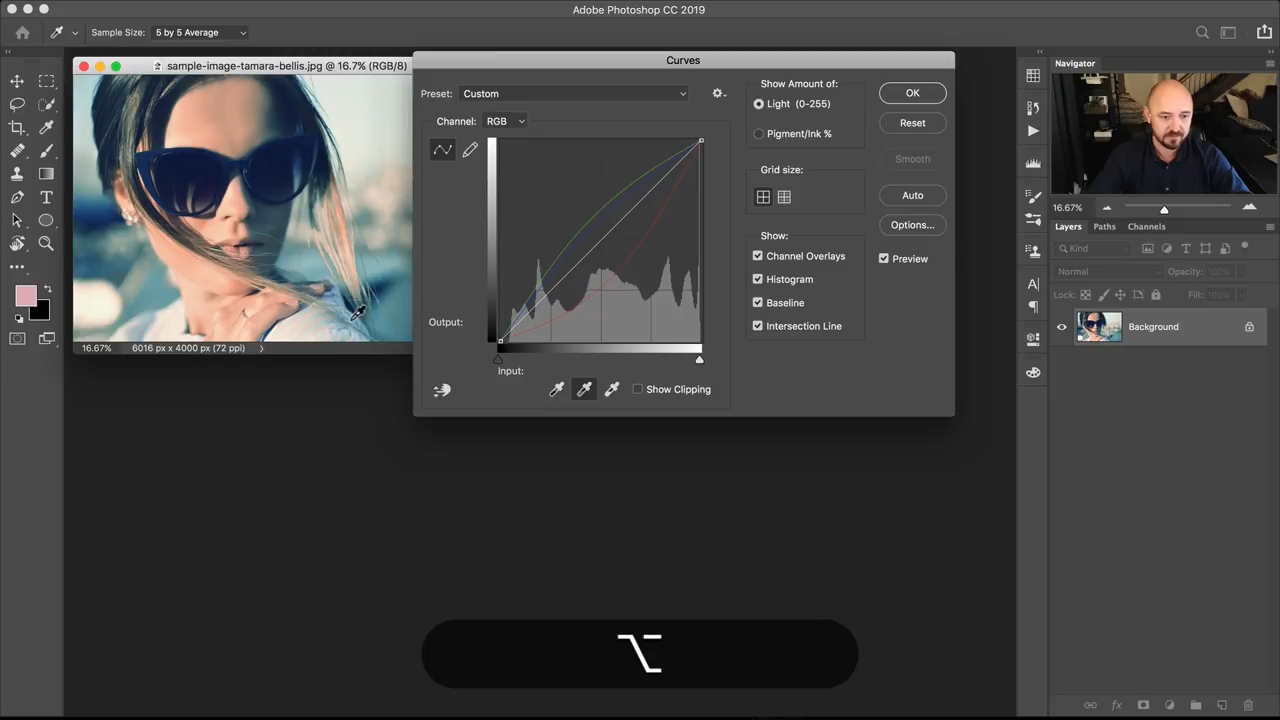 Adobe Photoshop CC 2019
Sample Size: 5 by 5 Average
sample-image-tamara-bellis.jpg @ 16.7% (RGB/8)
16.67% 6016 px x 4000 px (72 ppi)
Curves
Preset: Custom
Channel: RGB
Output:
Input:
Show Clipping
Show Amount of:
Light (0-255)
Pigment/Ink %
Grid size:
Show:
Channel Overlays
Histogram
Baseline
Intersection Line
OK
Reset
Smooth
Auto
Options...
Preview
Navigator
16.67%
Layers Paths Channels
Kind
Normal Opacity: 100%
Lock: Fill: 100%
Background
⌥